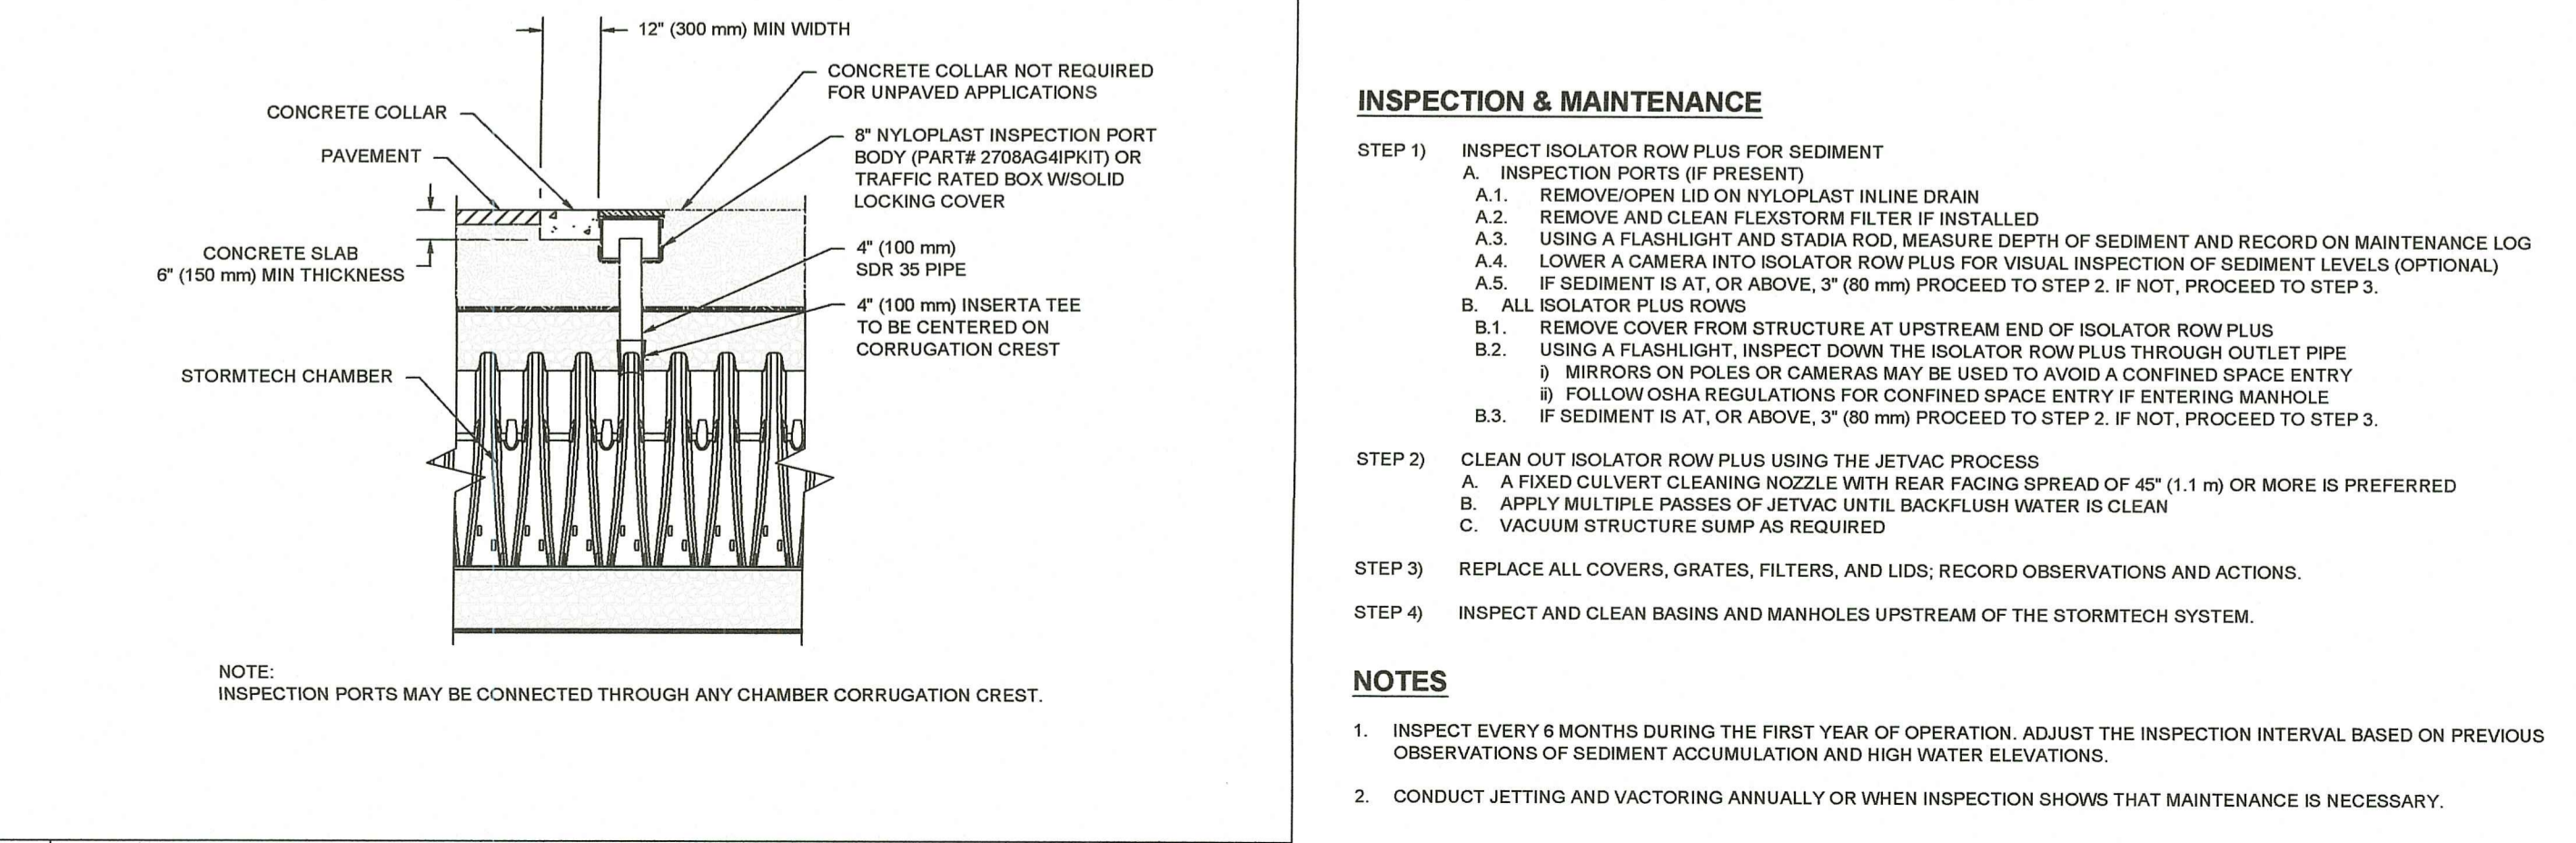 12" (300 mm) MIN WIDTH
CONCRETE COLLAR NOT REQUIRED
FOR UNPAVED APPLICATIONS
CONCRETE COLLAR
8" NYLOPLAST INSPECTION PORT
BODY (PART# 2708AG4IPKIT) OR
TRAFFIC RATED BOX W/SOLID
LOCKING COVER
PAVEMENT
CONCRETE SLAB
6" (150 mm) MIN THICKNESS
4" (100 mm)
SDR 35 PIPE
4" (100 mm) INSERTA TEE
TO BE CENTERED ON
CORRUGATION CREST
STORMTECH CHAMBER
NOTE:
INSPECTION PORTS MAY BE CONNECTED THROUGH ANY CHAMBER CORRUGATION CREST.
INSPECTION & MAINTENANCE
STEP 1) INSPECT ISOLATOR ROW PLUS FOR SEDIMENT
A. INSPECTION PORTS (IF PRESENT)
A.1. REMOVE/OPEN LID ON NYLOPLAST INLINE DRAIN
A.2. REMOVE AND CLEAN FLEXSTORM FILTER IF INSTALLED
A.3. USING A FLASHLIGHT AND STADIA ROD, MEASURE DEPTH OF SEDIMENT AND RECORD ON MAINTENANCE LOG
A.4. LOWER A CAMERA INTO ISOLATOR ROW PLUS FOR VISUAL INSPECTION OF SEDIMENT LEVELS (OPTIONAL)
A.5. IF SEDIMENT IS AT, OR ABOVE, 3" (80 mm) PROCEED TO STEP 2. IF NOT, PROCEED TO STEP 3.
B. ALL ISOLATOR PLUS ROWS
B.1. REMOVE COVER FROM STRUCTURE AT UPSTREAM END OF ISOLATOR ROW PLUS
B.2. USING A FLASHLIGHT, INSPECT DOWN THE ISOLATOR ROW PLUS THROUGH OUTLET PIPE
i) MIRRORS ON POLES OR CAMERAS MAY BE USED TO AVOID A CONFINED SPACE ENTRY
ii) FOLLOW OSHA REGULATIONS FOR CONFINED SPACE ENTRY IF ENTERING MANHOLE
B.3. IF SEDIMENT IS AT, OR ABOVE, 3" (80 mm) PROCEED TO STEP 2. IF NOT, PROCEED TO STEP 3.
STEP 2) CLEAN OUT ISOLATOR ROW PLUS USING THE JETVAC PROCESS
A. A FIXED CULVERT CLEANING NOZZLE WITH REAR FACING SPREAD OF 45" (1.1 m) OR MORE IS PREFERRED
B. APPLY MULTIPLE PASSES OF JETVAC UNTIL BACKFLUSH WATER IS CLEAN
C. VACUUM STRUCTURE SUMP AS REQUIRED
STEP 3) REPLACE ALL COVERS, GRATES, FILTERS, AND LIDS; RECORD OBSERVATIONS AND ACTIONS.
STEP 4) INSPECT AND CLEAN BASINS AND MANHOLES UPSTREAM OF THE STORMTECH SYSTEM.
NOTES
1. INSPECT EVERY 6 MONTHS DURING THE FIRST YEAR OF OPERATION. ADJUST THE INSPECTION INTERVAL BASED ON PREVIOUS
OBSERVATIONS OF SEDIMENT ACCUMULATION AND HIGH WATER ELEVATIONS.
2. CONDUCT JETTING AND VACTORING ANNUALLY OR WHEN INSPECTION SHOWS THAT MAINTENANCE IS NECESSARY.